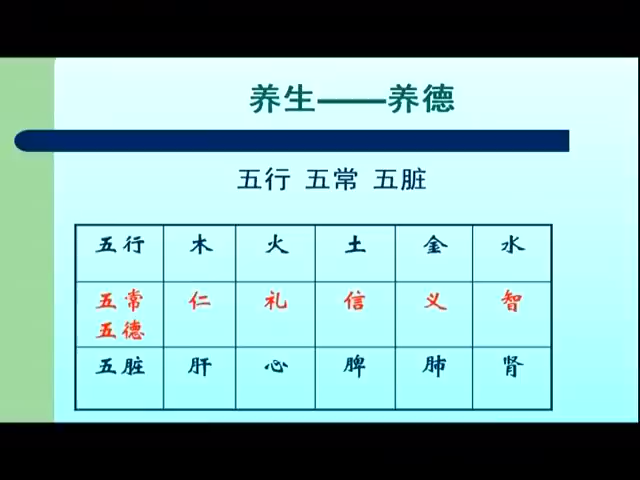 养生——养德
五行 五常 五脏
五行 木 火 土 金 水
五常 仁 礼 信 义 智
五德
五脏 肝 心 脾 肺 肾